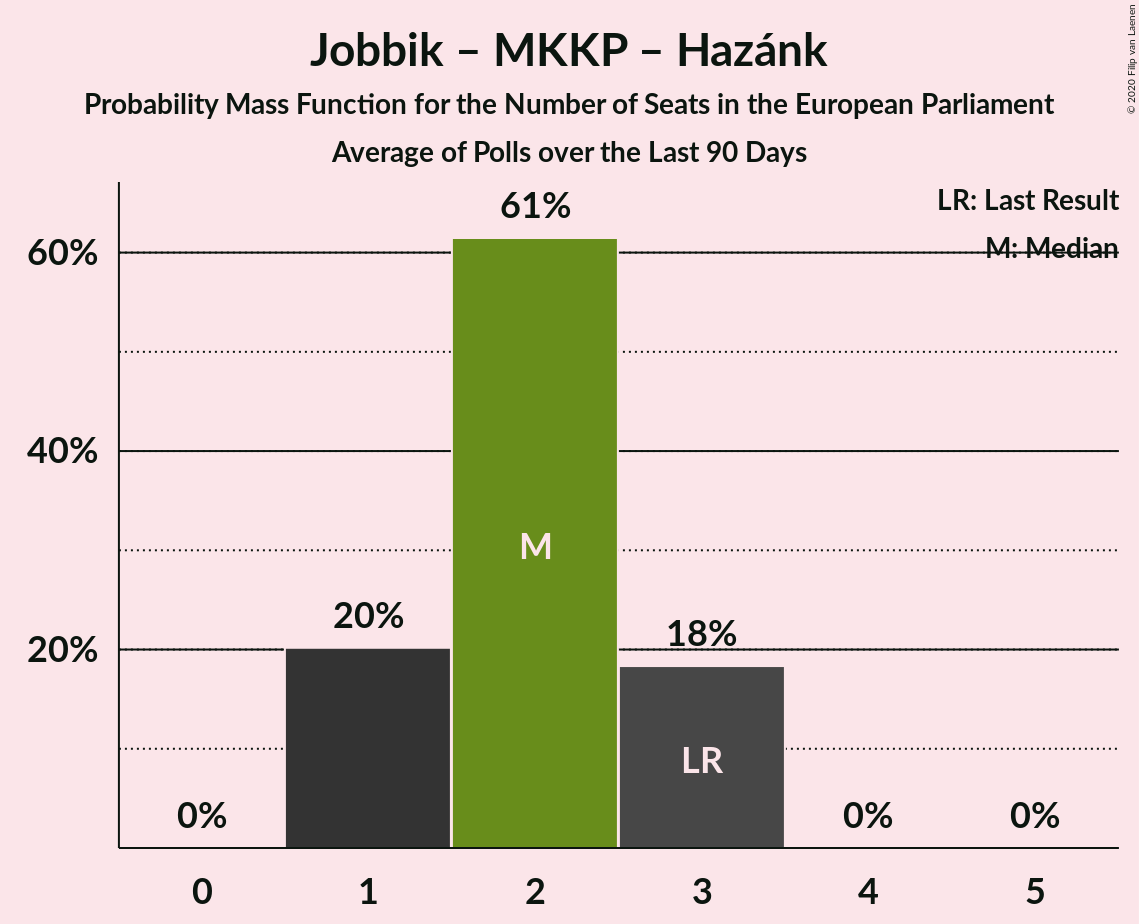 Jobbik – MKKP – Hazánk
Probability Mass Function for the Number of Seats in the European Parliament
Average of Polls over the Last 90 Days
© 2020 Filip van Laenen
LR: Last Result
M: Median
61%
60%
40%
M
20%
18%
20%
LR
0%
0%
0%
0
1
2
3
4
5